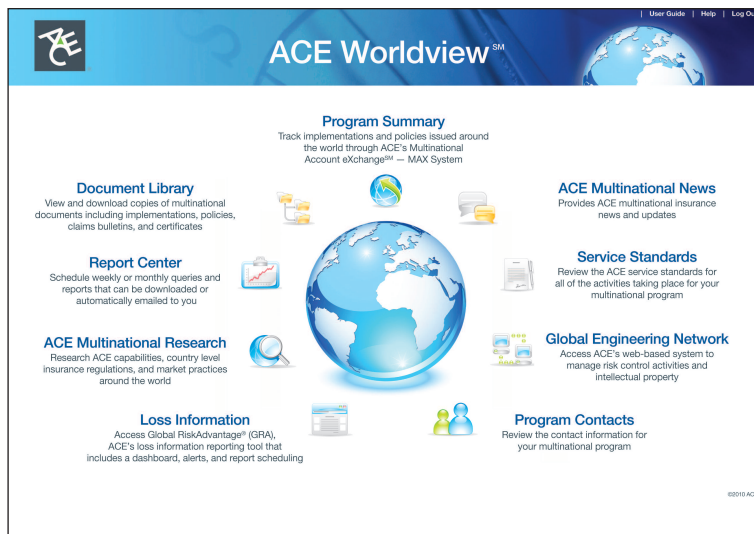 | User Guide | Help | Log Ou
ACE
ACE Worldview℠
Program Summary
Track implementations and policies issued around
the world through ACE's Multinational
Account eXchange℠ — MAX System
Document Library
View and download copies of multinational
documents including implementations, policies,
claims bulletins, and certificates
ACE Multinational News
Provides ACE multinational insurance
news and updates
Report Center
Schedule weekly or monthly queries and
reports that can be downloaded or
automatically emailed to you
Service Standards
Review the ACE service standards for
all of the activities taking place for your
multinational program
ACE Multinational Research
Research ACE capabilities, country level
insurance regulations, and market practices
around the world
Global Engineering Network
Access ACE's web-based system to
manage risk control activities and
intellectual property
Loss Information
Access Global RiskAdvantage® (GRA),
ACE's loss information reporting tool that
includes a dashboard, alerts, and report scheduling
Program Contacts
Review the contact information for
your multinational program
©2010 AC